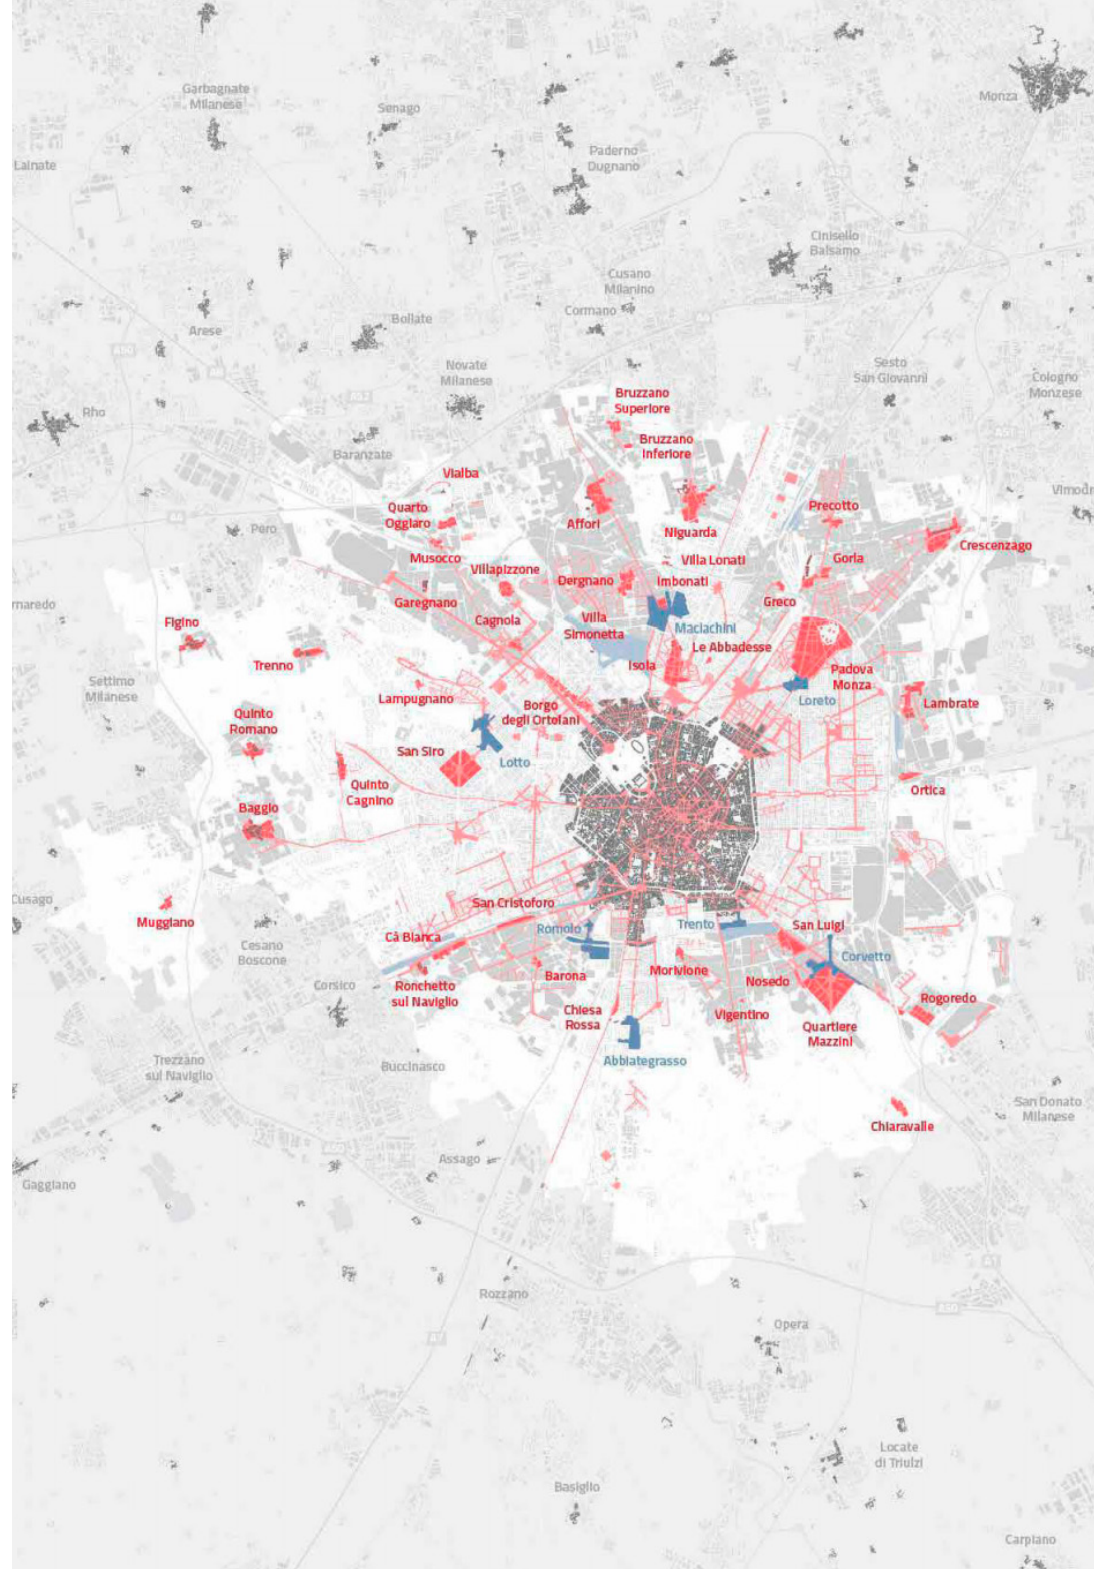 Garbagnate
Milanese
Senago
Monza
Lainate
Paderno
Dugnano
Cinisello
Balsamo
Cusano
Milanino
Cormano
Arese
Bollate
A50
Novate
Milanese
A52
Sesto
San Giovanni
Cologno
Monzese
Rho
Baranzate
Pero
Bruzzano
Superiore
Bruzzano
Inferiore
Vialba
Quarto
Oggiaro
Affori
Niguarda
Precotto
Crescenzago
Musocco
Villapizzone
Villa Lonati
Gorla
Dergnano
Imbonati
Garegnano
Greco
Cagnola
Villa
Simonetta
Maciachini
Figino
Le Abbadesse
Trenno
Isola
Padova
Monza
Settimo
Milanese
Lampugnano
Loreto
Lambrate
Borgo
degli Ortolani
Quinto
Romano
San Siro
Lotto
Quinto
Cagnino
Ortica
Baggio
Cusago
Muggiano
San Cristoforo
Cà Bianca
Romolo
Trento
San Luigi
Cesano
Boscone
Corvetto
Corsico
Ronchetto
sul Naviglio
Barona
Morivione
Nosedo
Rogoredo
Chiesa
Rossa
Vigentino
Quartiere
Mazzini
Trezzano
sul Naviglio
Buccinasco
Abbiategrasso
San Donato
Milanese
Chiaravalle
Assago
Gaggiano
Rozzano
A50
A7
Opera
Locate
di Triulzi
Basiglio
Carpiano